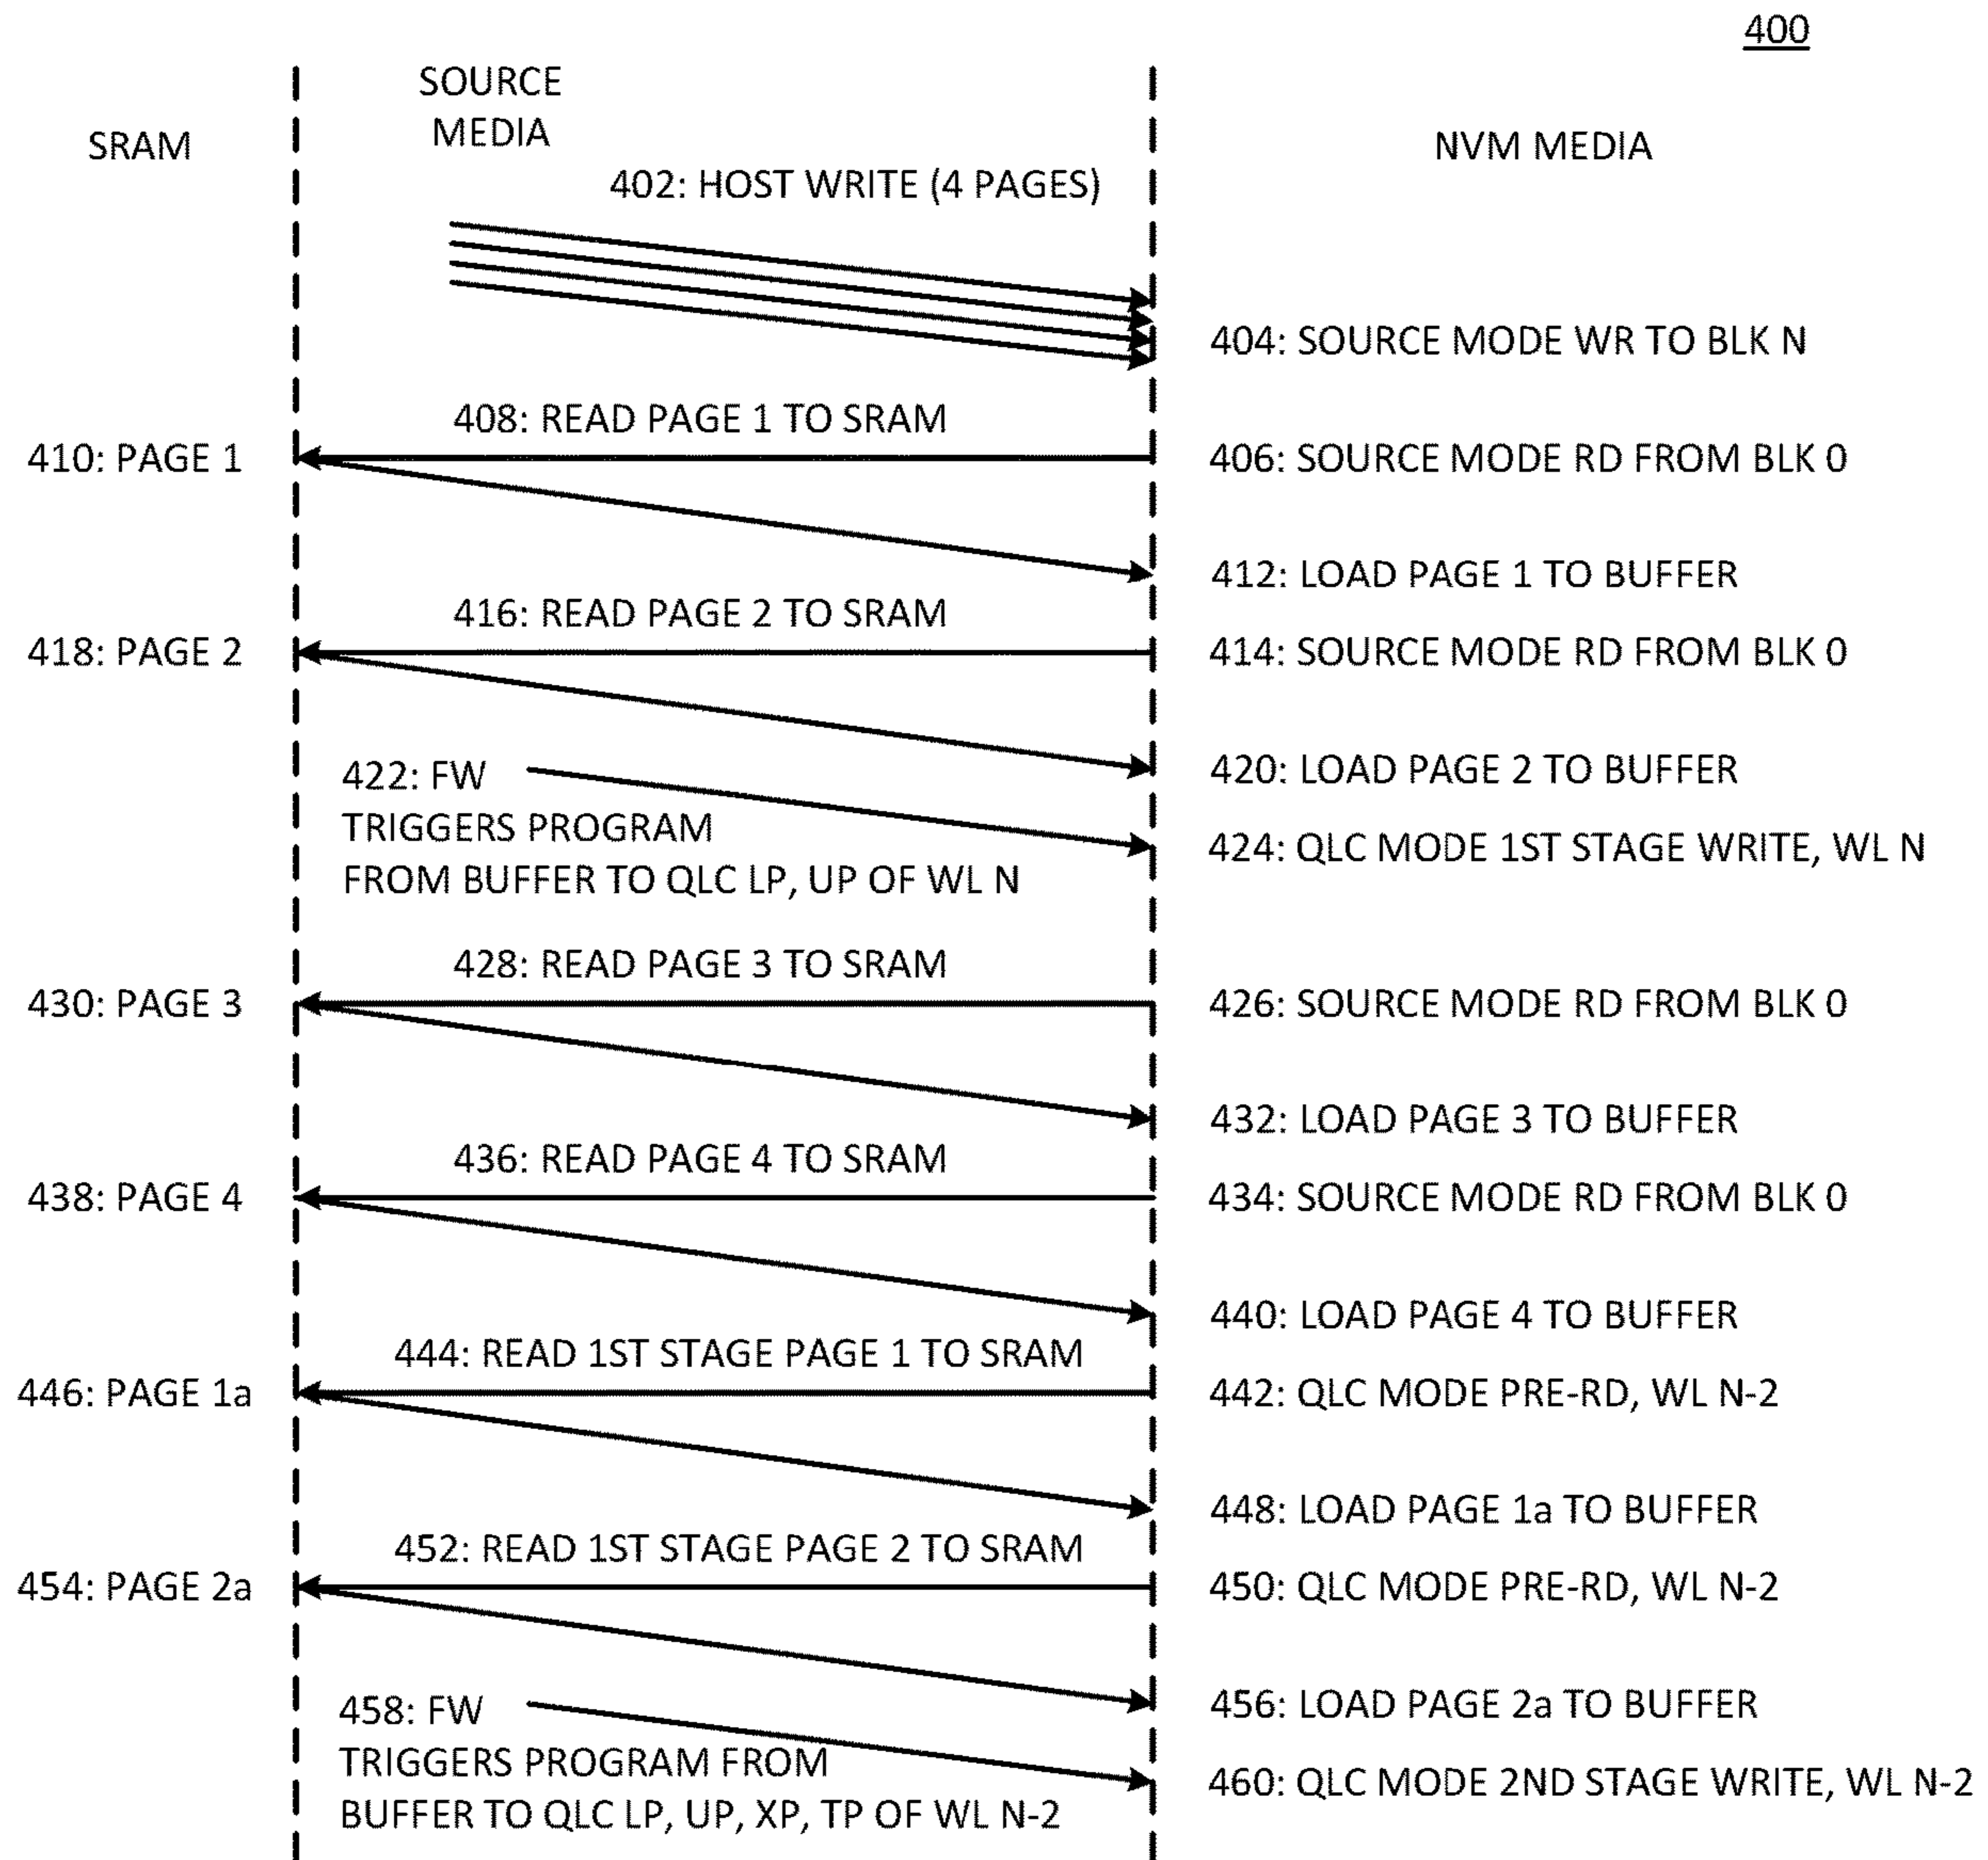 400
SOURCE
MEDIA
SRAM
NVM MEDIA
402: HOST WRITE (4 PAGES)
404: SOURCE MODE WR TO BLK N
408: READ PAGE 1 TO SRAM
410: PAGE 1
406: SOURCE MODE RD FROM BLK 0
412: LOAD PAGE 1 TO BUFFER
416: READ PAGE 2 TO SRAM
418: PAGE 2
414: SOURCE MODE RD FROM BLK 0
420: LOAD PAGE 2 TO BUFFER
422: FW
TRIGGERS PROGRAM
FROM BUFFER TO QLC LP, UP OF WL N
424: QLC MODE 1ST STAGE WRITE, WL N
428: READ PAGE 3 TO SRAM
430: PAGE 3
426: SOURCE MODE RD FROM BLK 0
432: LOAD PAGE 3 TO BUFFER
436: READ PAGE 4 TO SRAM
438: PAGE 4
434: SOURCE MODE RD FROM BLK 0
440: LOAD PAGE 4 TO BUFFER
444: READ 1ST STAGE PAGE 1 TO SRAM
446: PAGE 1a
442: QLC MODE PRE-RD, WL N-2
448: LOAD PAGE 1a TO BUFFER
452: READ 1ST STAGE PAGE 2 TO SRAM
454: PAGE 2a
450: QLC MODE PRE-RD, WL N-2
456: LOAD PAGE 2a TO BUFFER
458: FW
TRIGGERS PROGRAM FROM
BUFFER TO QLC LP, UP, XP, TP OF WL N-2
460: QLC MODE 2ND STAGE WRITE, WL N-2